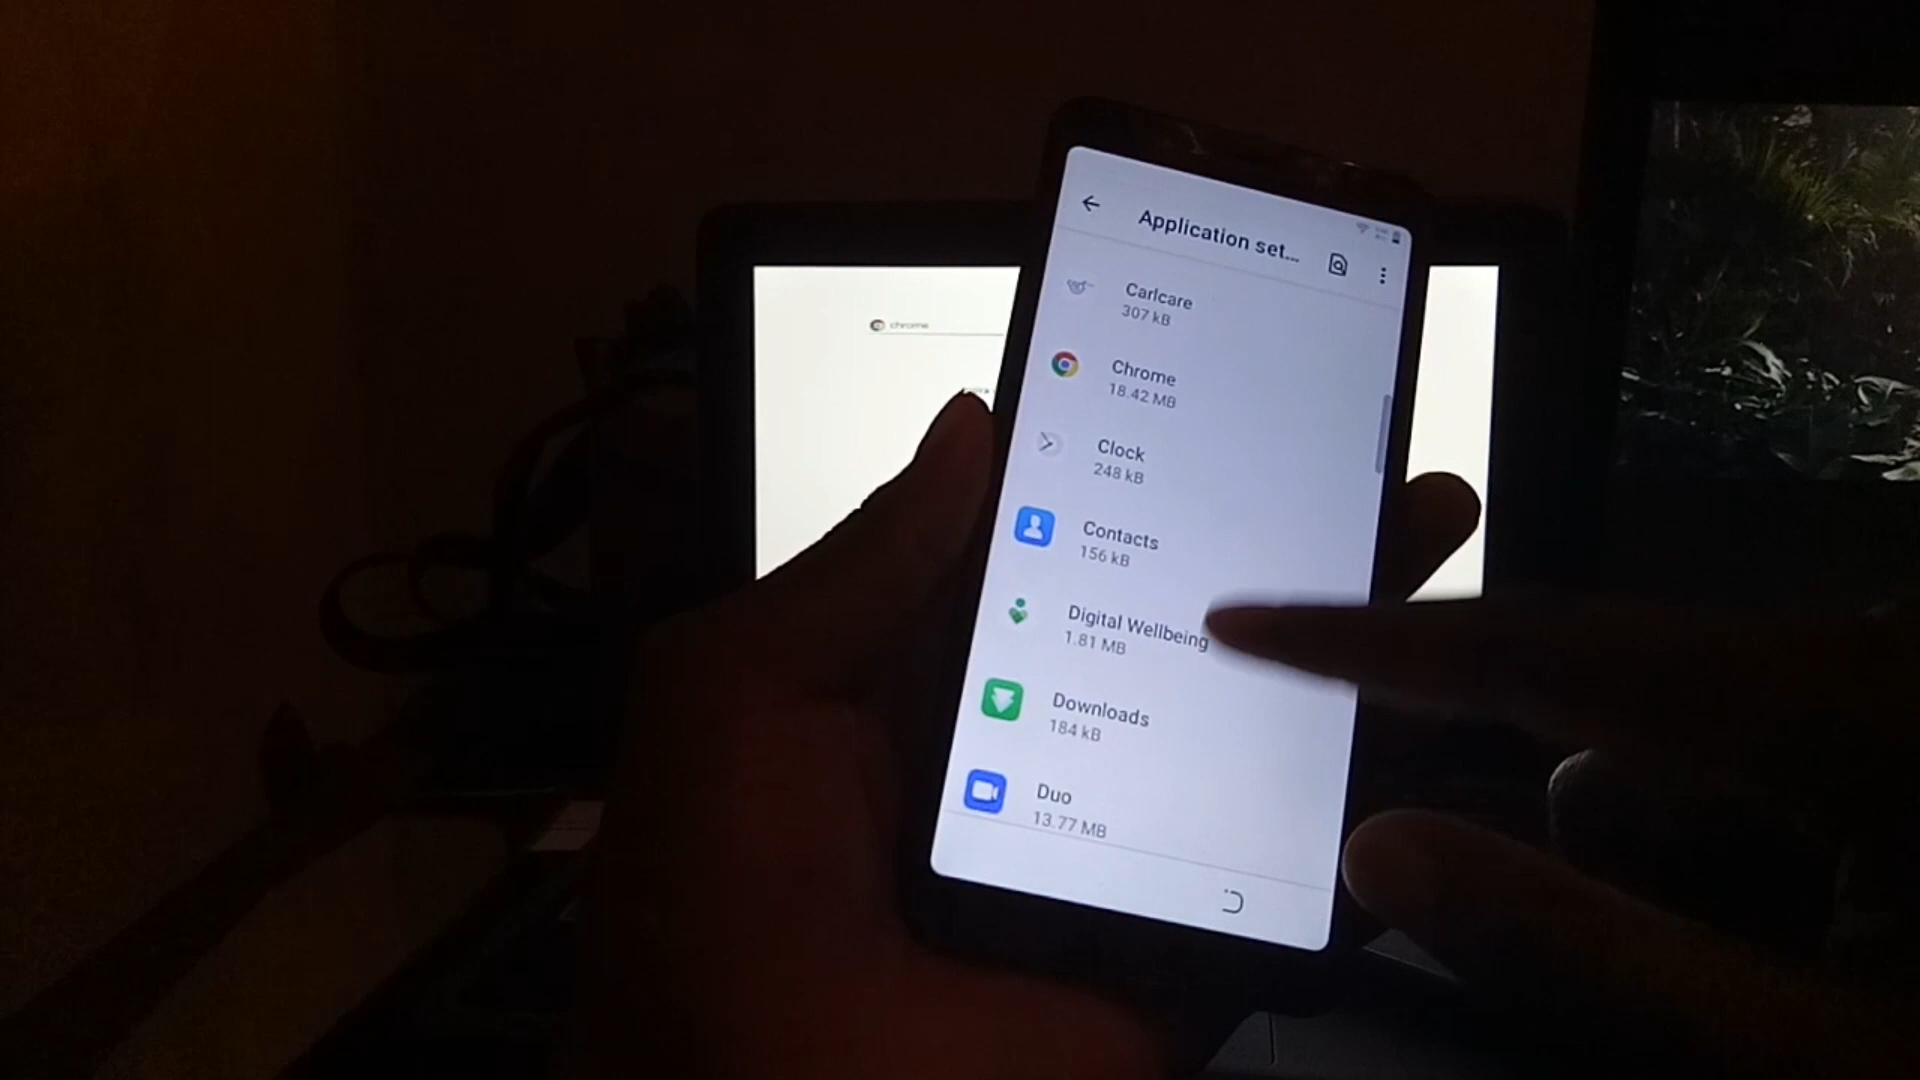 Application set...
Carlcare
307 kB
Chrome
18.42 MB
Clock
248 kB
Contacts
156 kB
Digital Wellbeing
1.81 MB
Downloads
184 kB
Duo
13.77 MB
chrome